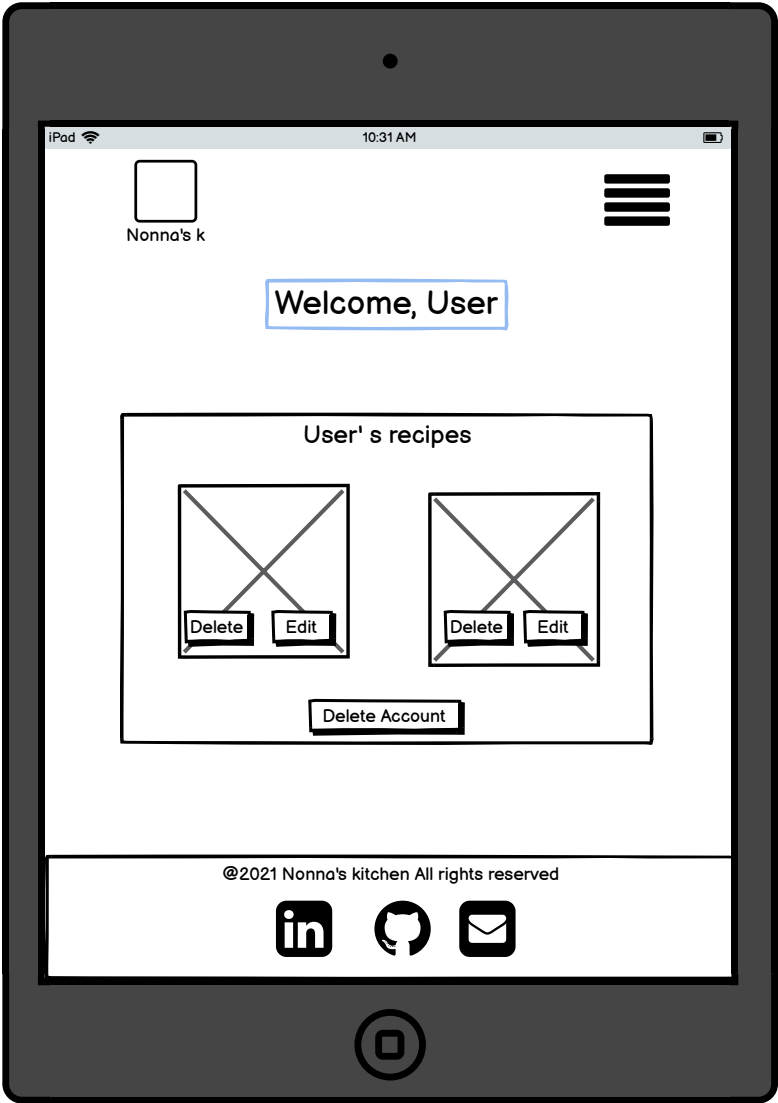 iPad 10:31 AM
Nonna's k
Welcome, User
User' s recipes
Delete Edit Delete Edit
Delete Account
@2021 Nonna's kitchen All rights reserved
in